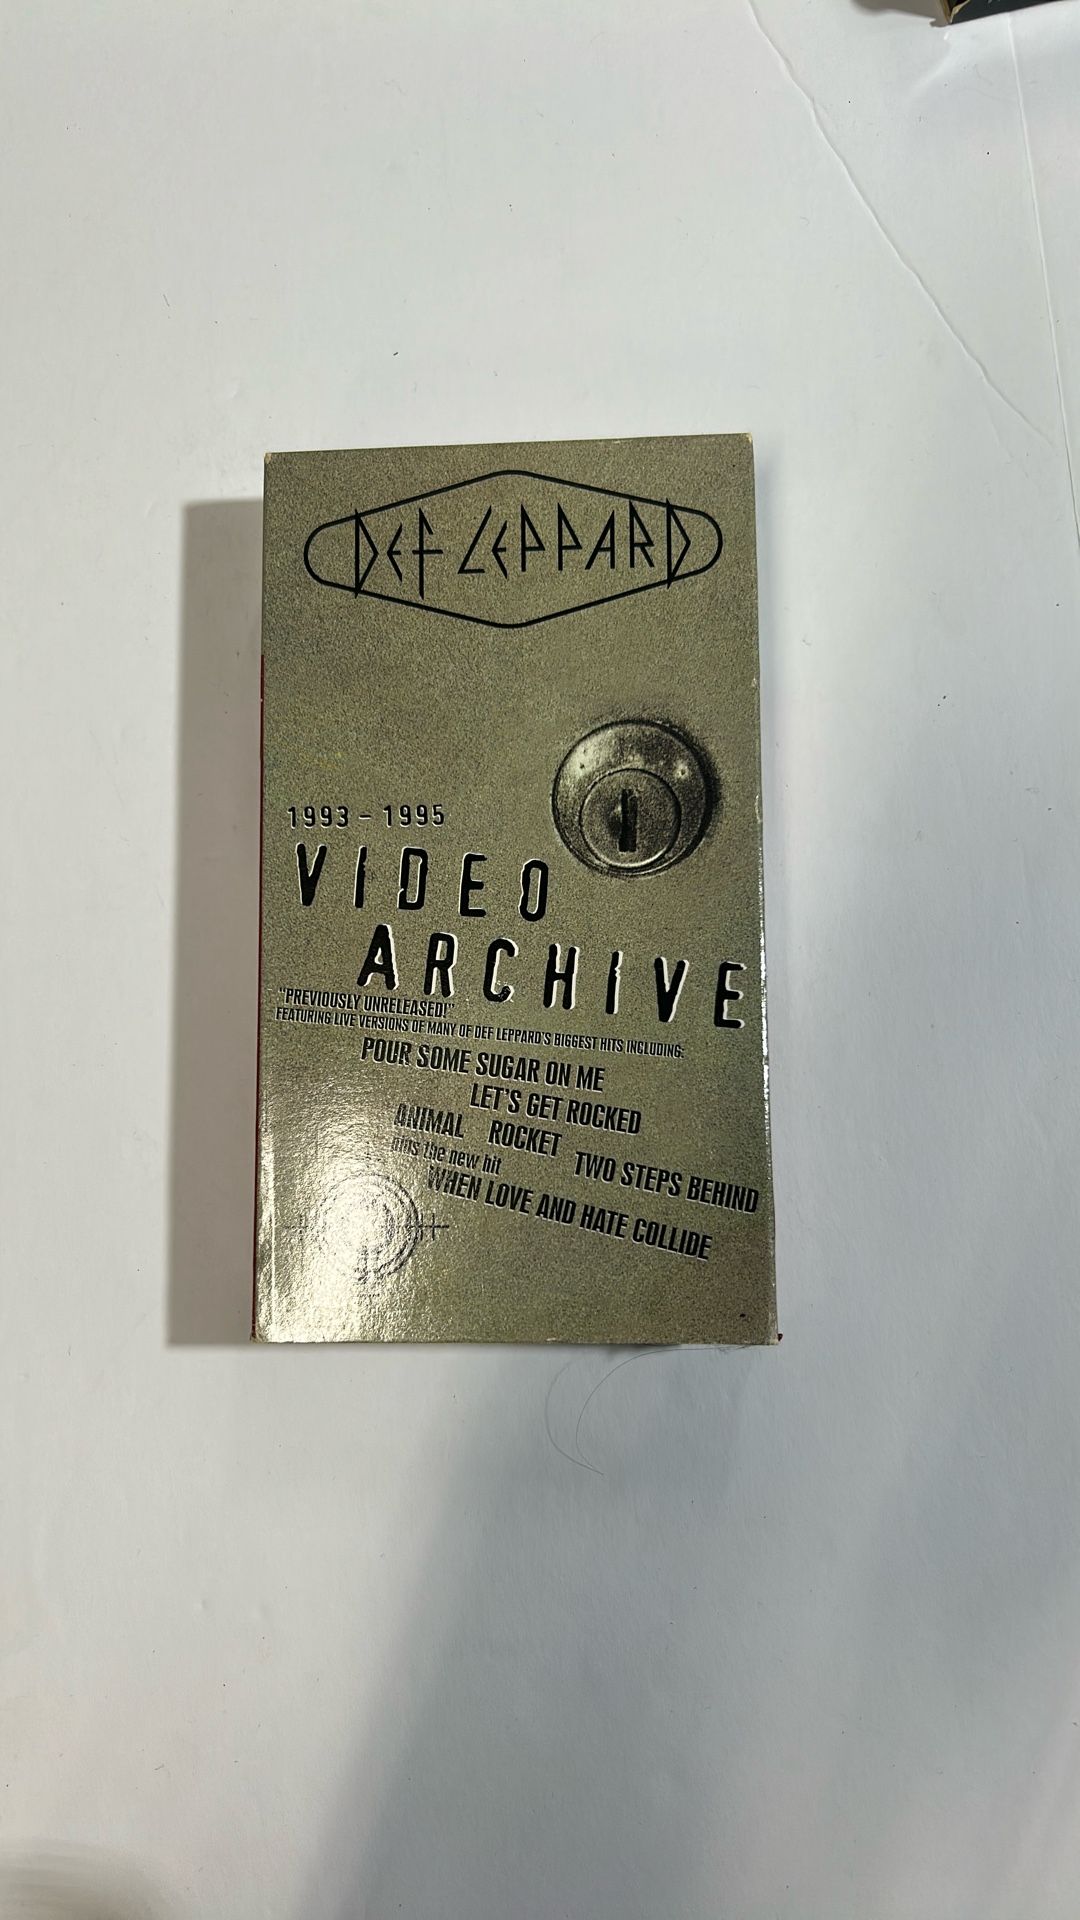 DEF LEPPARD
1993 - 1995
VIDEO
ARCHIVE
"PREVIOUSLY UNRELEASED!"
FEATURING LIVE VERSIONS OF MANY OF DEF LEPPARD'S BIGGEST HITS INCLUDING:
POUR SOME SUGAR ON ME
LET'S GET ROCKED
ANIMAL ROCKET TWO STEPS BEHIND
plus the new hit
WHEN LOVE AND HATE COLLIDE